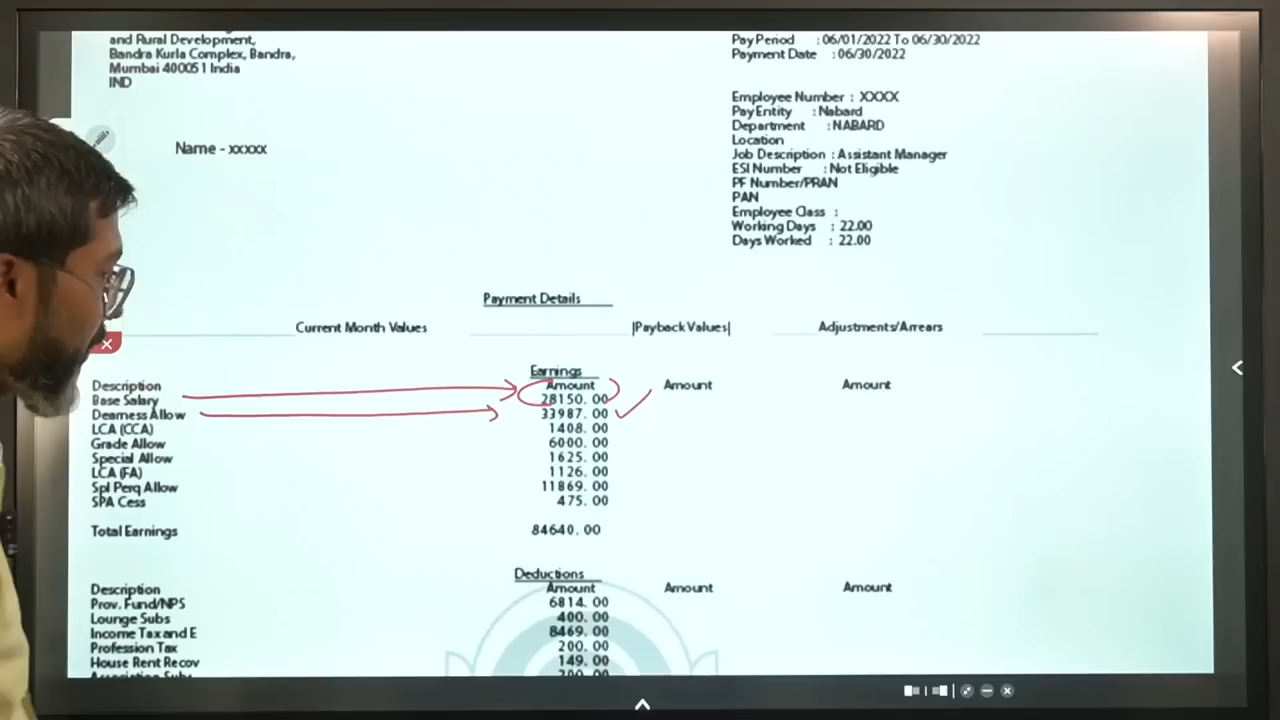 and Rural Development,
Bandra Kurla Complex, Bandra,
Mumbai 400051 India
IND
Pay Period : 06/01/2022 To 06/30/2022
Payment Date : 06/30/2022
Name - xxxxx
Employee Number : XXXX
Pay Entity : Nabard
Department : NABARD
Location
Job Description : Assistant Manager
ESI Number : Not Eligible
PF Number/PRAN
PAN
Employee Class :
Working Days : 22.00
Days Worked : 22.00
Payment Details
Current Month Values |Payback Values| Adjustments/Arrears
Earnings
Description Amount Amount Amount
Base Salary 28150.00
Dearness Allow 33987.00
LCA (CCA) 1408.00
Grade Allow 6000.00
Special Allow 1625.00
LCA (FA) 1126.00
Spl Perq Allow 11869.00
SPA Cess 475.00
Total Earnings 84640.00
Deductions
Description Amount Amount Amount
Prov. Fund/NPS 6814.00
Lounge Subs 400.00
Income Tax and E 8469.00
Profession Tax 200.00
House Rent Recov 149.00